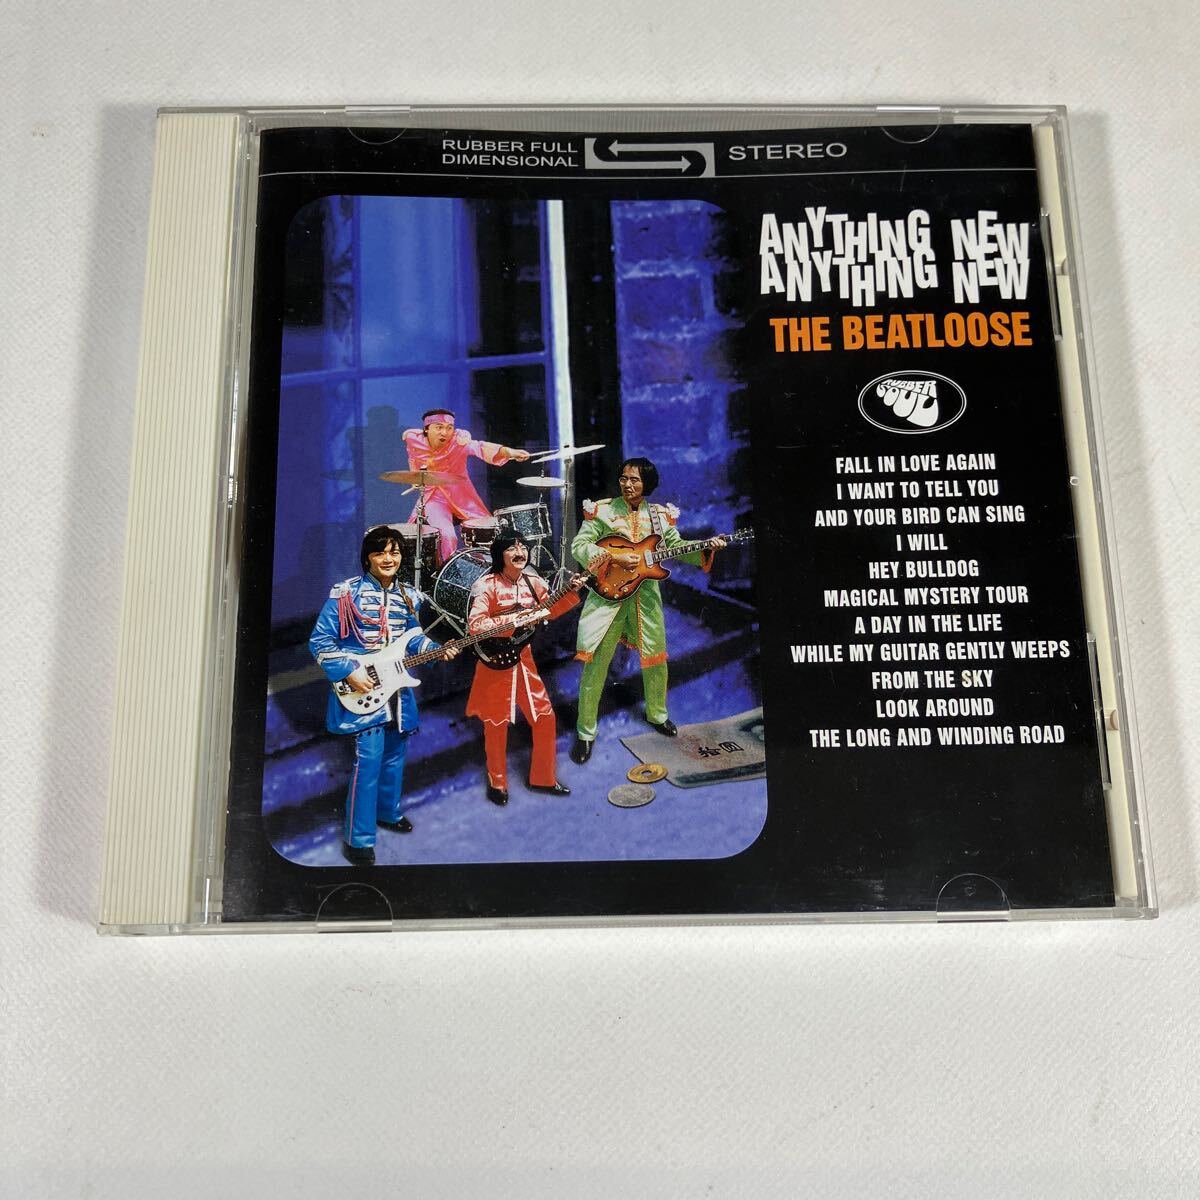 RUBBER FULL
DIMENSIONAL
STEREO
ANYTHING NEW
ANYTHING NEW
THE BEATLOOSE
RUBBER
SOUL
FALL IN LOVE AGAIN
I WANT TO TELL YOU
AND YOUR BIRD CAN SING
I WILL
HEY BULLDOG
MAGICAL MYSTERY TOUR
A DAY IN THE LIFE
WHILE MY GUITAR GENTLY WEEPS
FROM THE SKY
LOOK AROUND
THE LONG AND WINDING ROAD